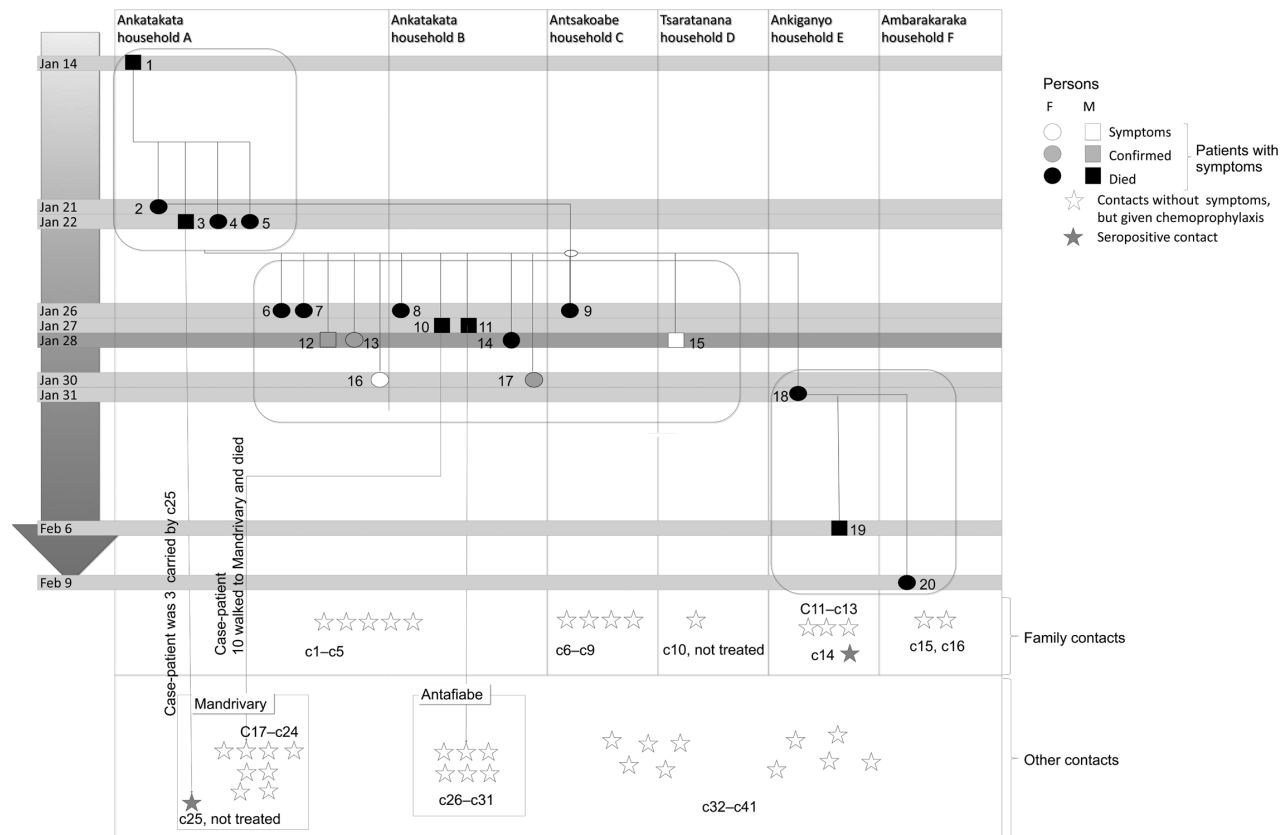 Ankatakata
household A
Ankatakata
household B
Antsakoabe
household C
Tsaratanana
household D
Ankiganyo
household E
Ambarakaraka
household F
Jan 14
1
Jan 21
2
Jan 22
3
4
5
Jan 26
6
7
8
9
Jan 27
10
11
Jan 28
12
13
14
15
Jan 30
16
17
Jan 31
18
Feb 6
19
Feb 9
20
Case-patient was 3 carried by c25
Case-patient
10 walked to Mandrivary and died
c1–c5
c6–c9
c10, not treated
C11–c13
c14
c15, c16
Family contacts
Mandrivary
C17–c24
c25, not treated
Antafiabe
c26–c31
c32–c41
Other contacts
Persons
F M
Symptoms
Confirmed
Died
Patients with
symptoms
Contacts without symptoms,
but given chemoprophylaxis
Seropositive contact